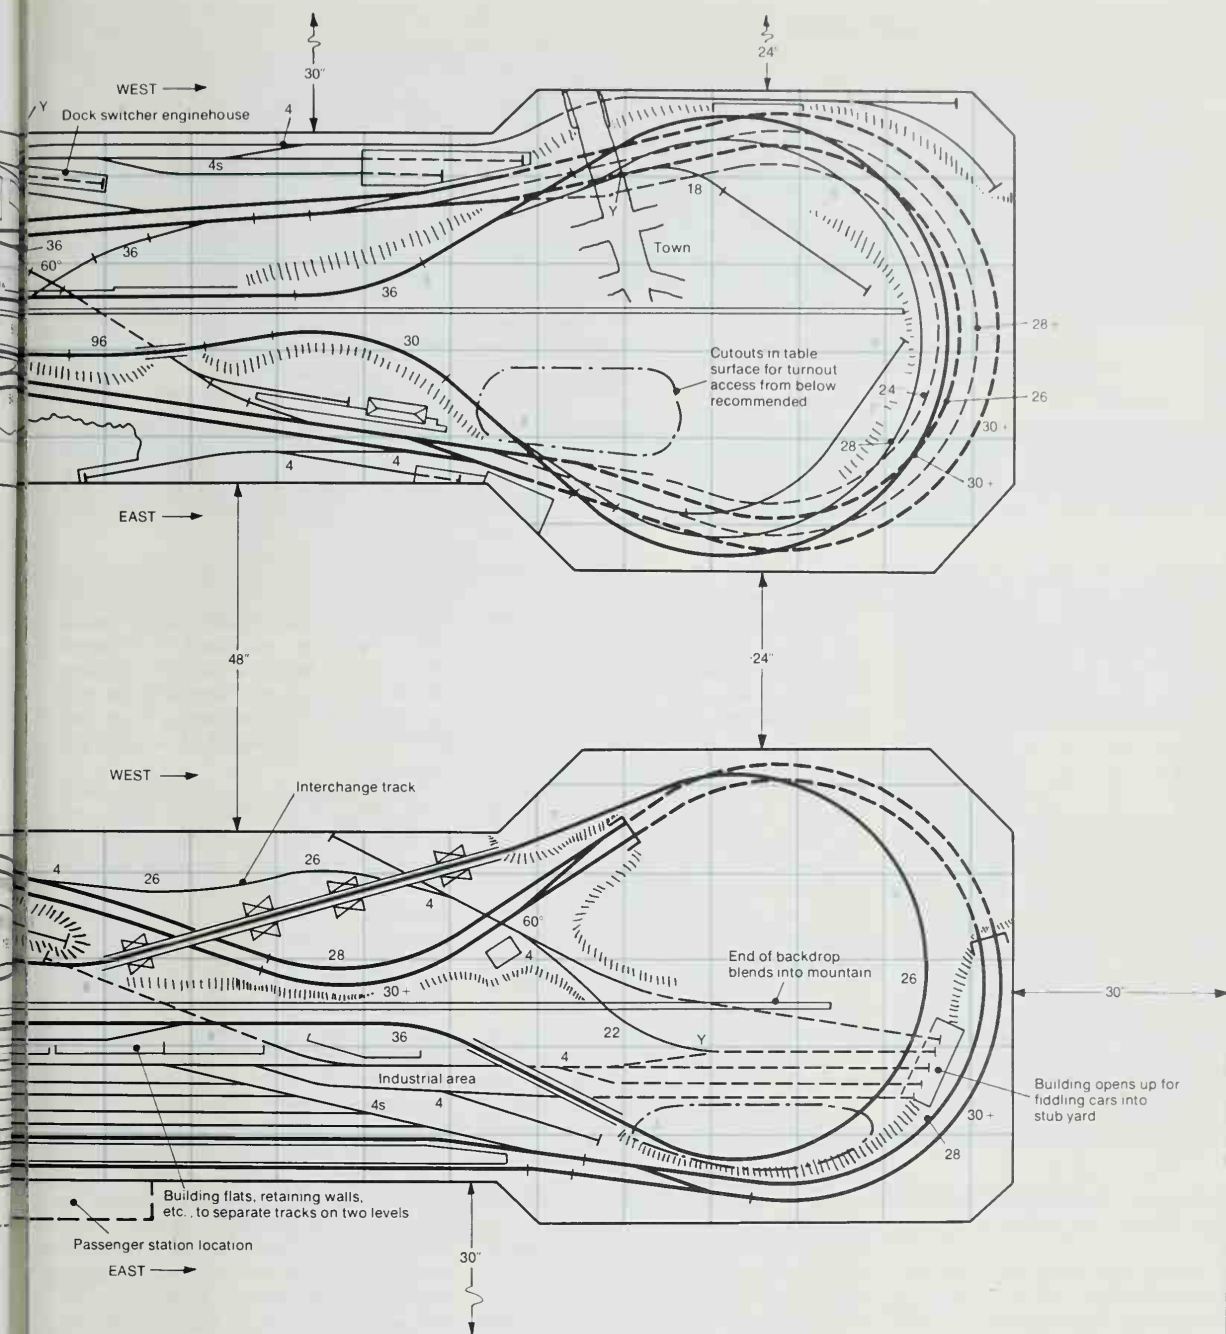 24"
30"
WEST
Y
Dock switcher enginehouse
4
4s
18
Y
Town
36
36
60°
36
28+
96
30
Cutouts in table
surface for turnout
access from below
recommended
24
26
30+
28
4
4
30+
EAST
48"
24"
WEST
Interchange track
4
26
26
4
60°
28
4
End of backdrop
blends into mountain
26
30+
30"
22
Y
36
4
Industrial area
4s
4
Building opens up for
fiddling cars into
stub yard
30+
28
Building flats, retaining walls,
etc., to separate tracks on two levels
Passenger station location
30"
EAST